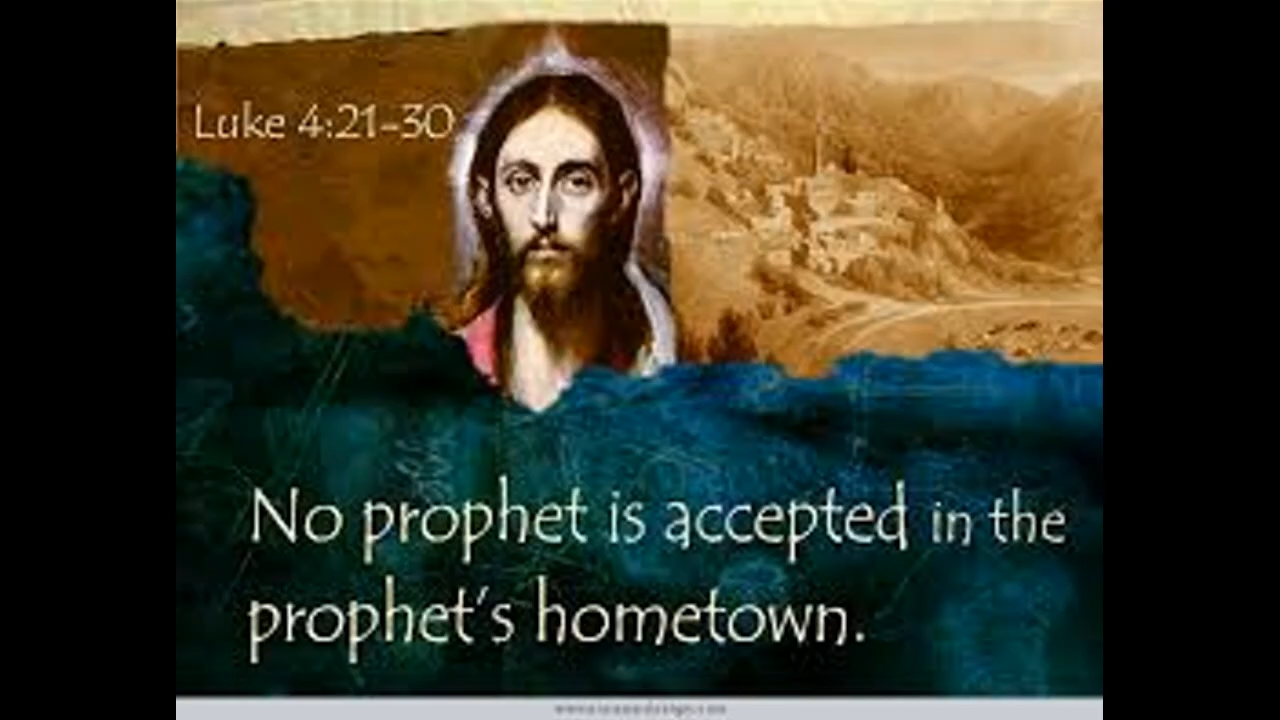 Luke 4:21-30
No prophet is accepted in the
prophet's hometown.